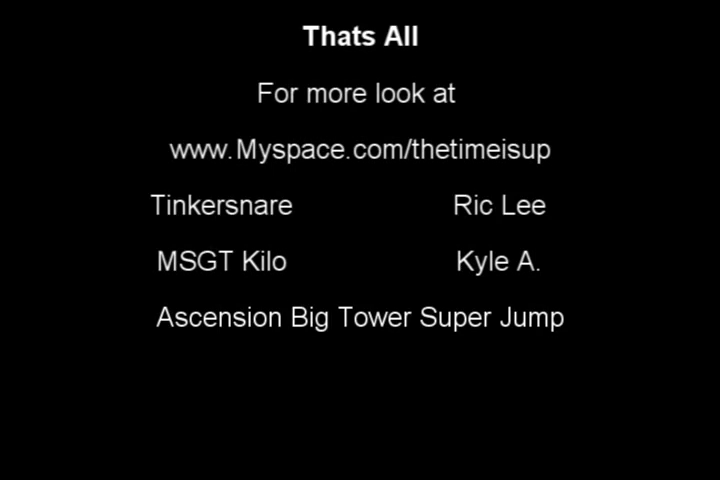 Thats All
For more look at
www.Myspace.com/thetimeisup
Tinkersnare Ric Lee
MSGT Kilo Kyle A.
Ascension Big Tower Super Jump